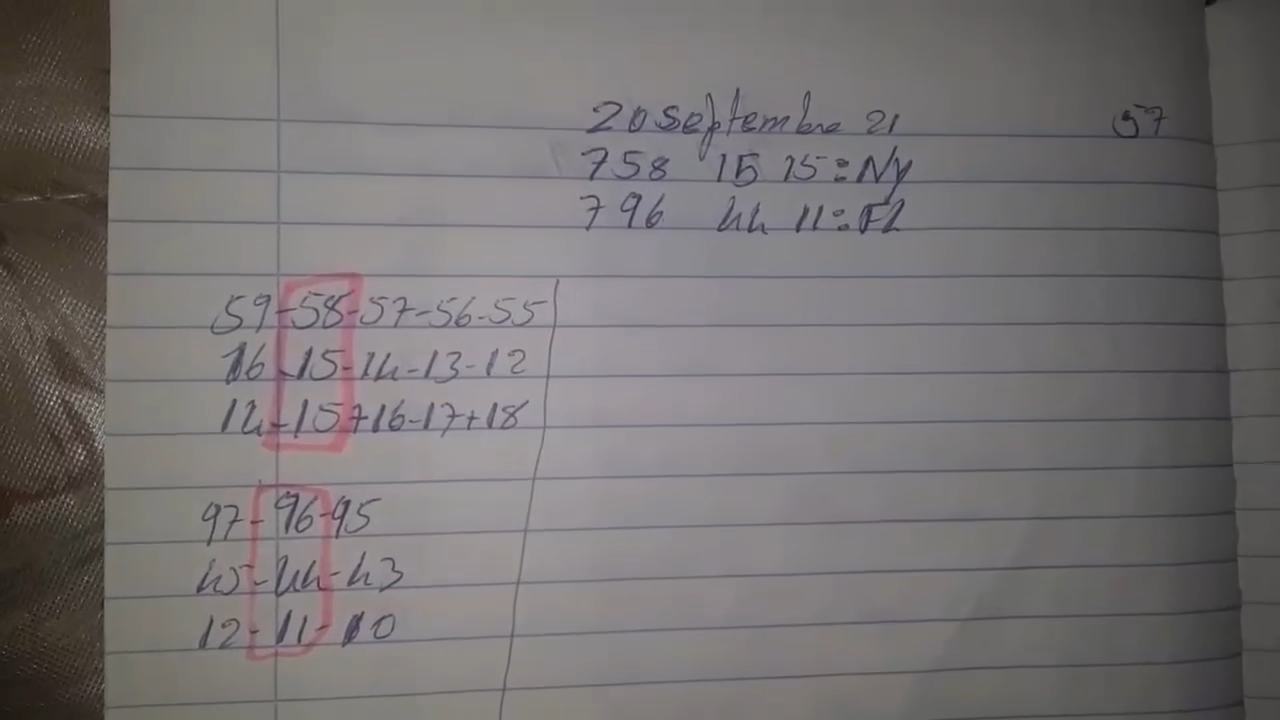 20 septembre 21
57
758 15 15:Ny
796 44 11:Fl
59-58-57-56-55
16-15-14-13-12
14-15+16-17+18
97-96-95
45-44-43
12-11-10